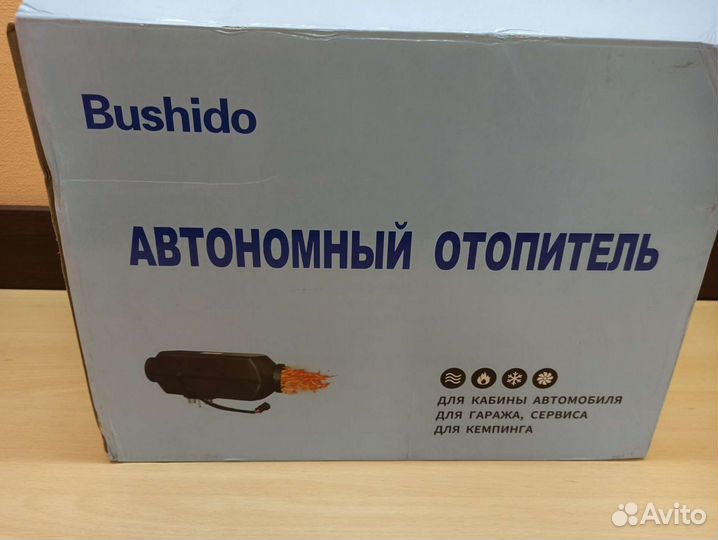 Bushido
АВТОНОМНЫЙ ОТОПИТЕЛЬ
ДЛЯ КАБИНЫ АВТОМОБИЛЯ
ДЛЯ ГАРАЖА, СЕРВИСА
ДЛЯ КЕМПИНГА
Avito